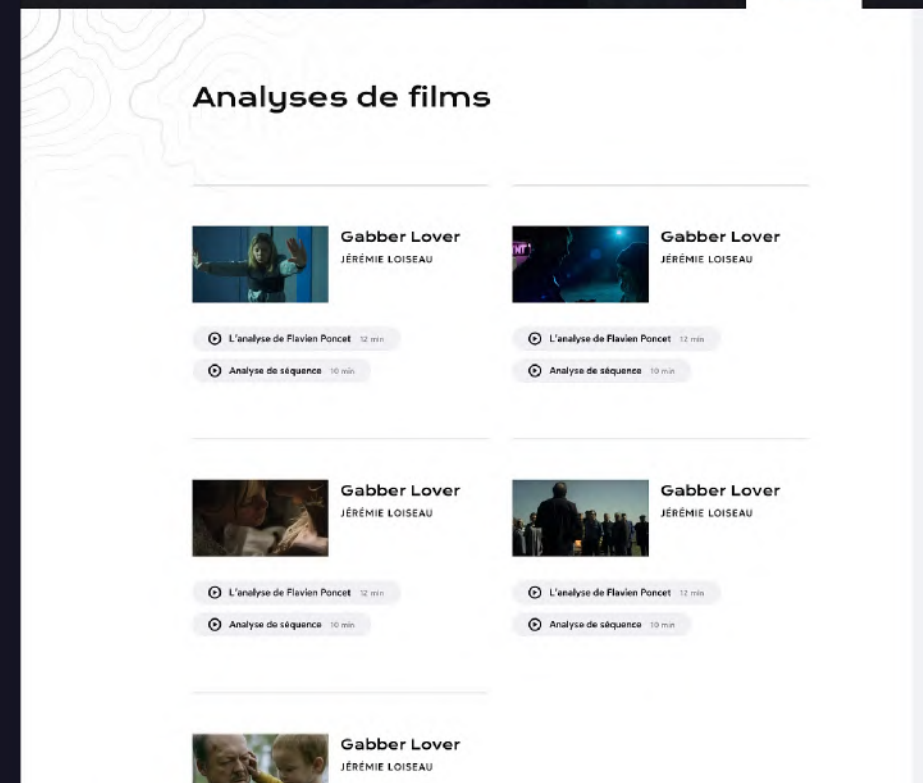 Analyses de films
Gabber Lover
JÉRÉMIE LOISEAU
L'analyse de Flavien Poncet 12 min
Analyse de séquence 10 min
Gabber Lover
JÉRÉMIE LOISEAU
L'analyse de Flavien Poncet 12 min
Analyse de séquence 10 min
Gabber Lover
JÉRÉMIE LOISEAU
L'analyse de Flavien Poncet 12 min
Analyse de séquence 10 min
Gabber Lover
JÉRÉMIE LOISEAU
L'analyse de Flavien Poncet 12 min
Analyse de séquence 10 min
Gabber Lover
JÉRÉMIE LOISEAU